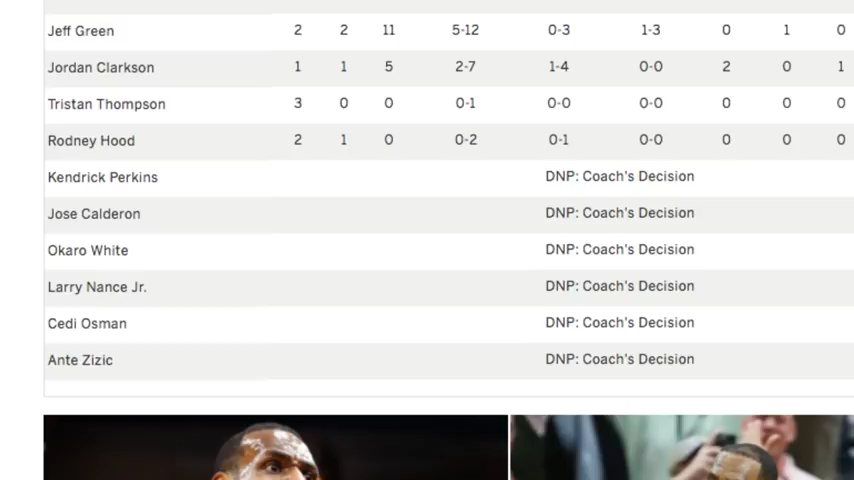 Jeff Green 2 2 11 5-12 0-3 1-3 0 1 0
Jordan Clarkson 1 1 5 2-7 1-4 0-0 2 0 1
Tristan Thompson 3 0 0 0-1 0-0 0-0 0 0 0
Rodney Hood 2 1 0 0-2 0-1 0-0 0 0 0
Kendrick Perkins DNP: Coach's Decision
Jose Calderon DNP: Coach's Decision
Okaro White DNP: Coach's Decision
Larry Nance Jr. DNP: Coach's Decision
Cedi Osman DNP: Coach's Decision
Ante Zizic DNP: Coach's Decision